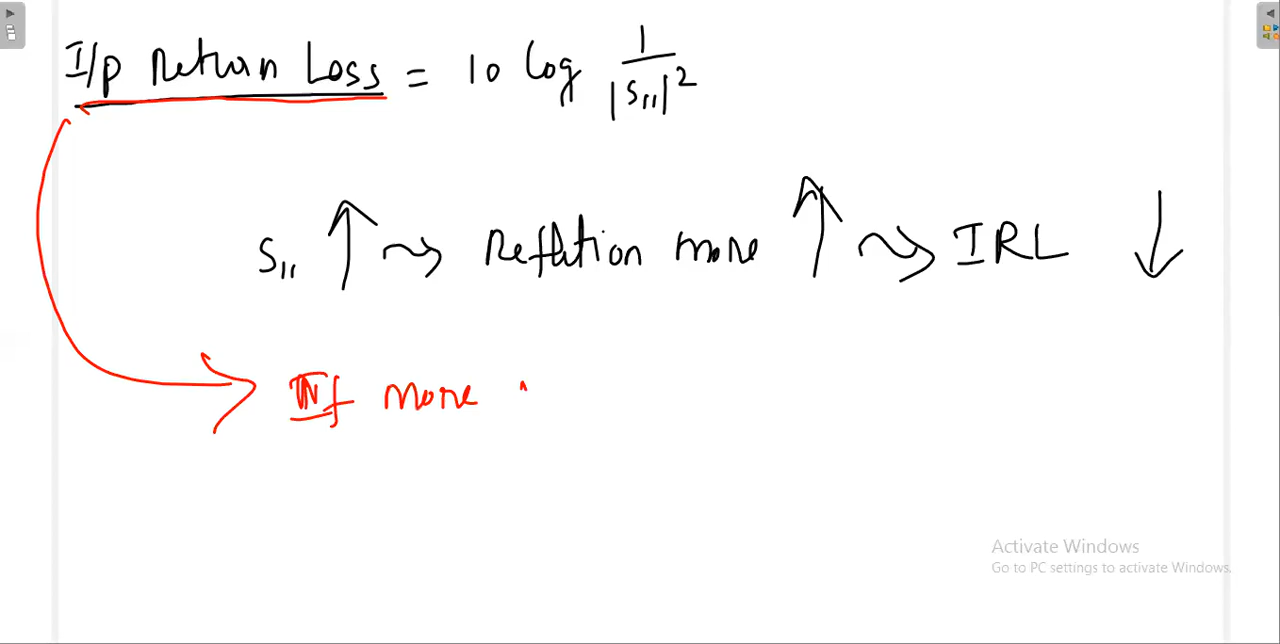 I/p Return Loss = 10 log 1/|S11|²
S11 ↑ ⇝ Refltion more ↑ ⇝ IRL ↓
If more
Activate Windows
Go to PC settings to activate Windows.